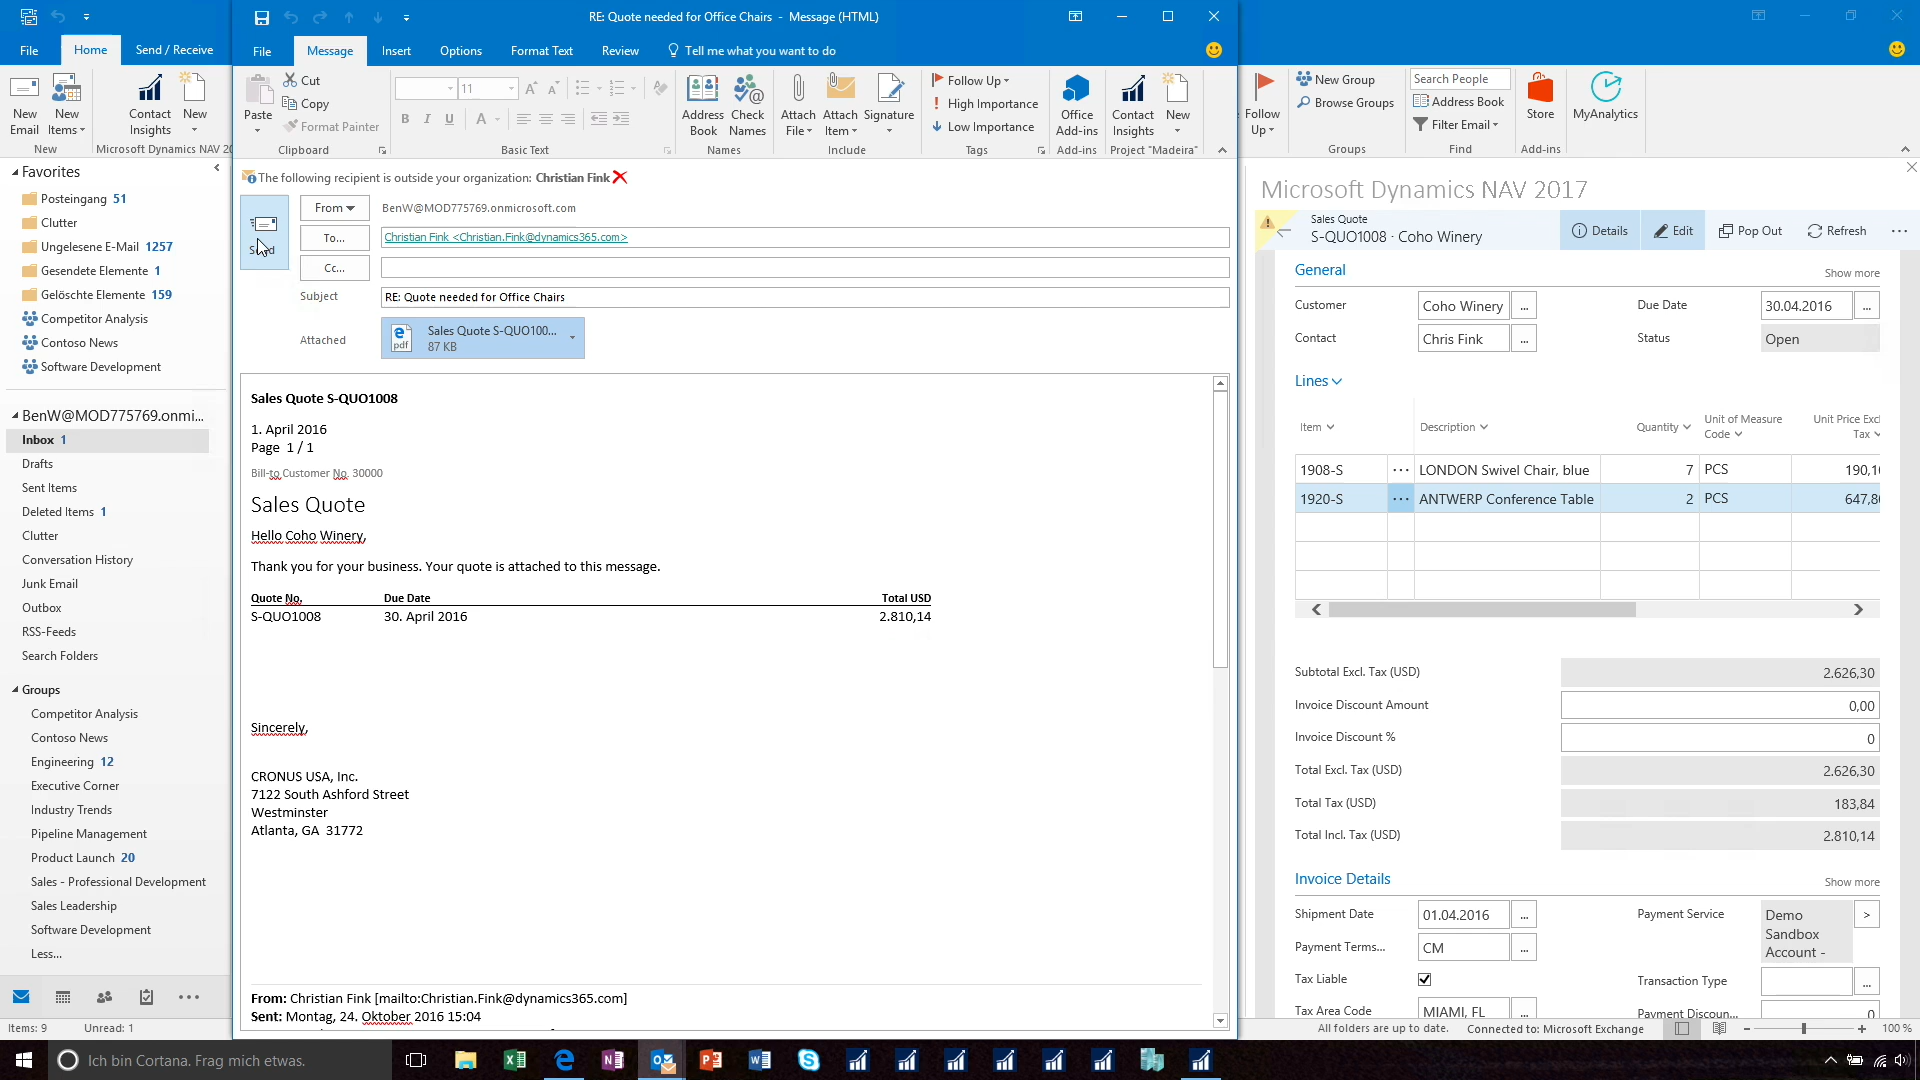 RE: Quote needed for Office Chairs - Message (HTML)
File
Home
Send / Receive
New Email
New Items
New
Contact Insights
New
Microsoft Dynamics NAV 20
Favorites
Posteingang 51
Clutter
Ungelesene E-Mail 1257
Gesendete Elemente 1
Gelöschte Elemente 159
Competitor Analysis
Contoso News
Software Development
BenW@MOD775769.onmi...
Inbox 1
Drafts
Sent Items
Deleted Items 1
Clutter
Conversation History
Junk Email
Outbox
RSS-Feeds
Search Folders
Groups
Competitor Analysis
Contoso News
Engineering 12
Executive Corner
Industry Trends
Pipeline Management
Product Launch 20
Sales - Professional Development
Sales Leadership
Software Development
Less...
Items: 9 Unread: 1
File
Message
Insert
Options
Format Text
Review
Tell me what you want to do
Paste
Cut
Copy
Format Painter
Clipboard
11
B I U A
Basic Text
Address Book
Check Names
Names
Attach File
Attach Item
Signature
Include
Follow Up
High Importance
Low Importance
Tags
Office Add-ins
Add-ins
Contact Insights
New
Project "Madeira"
The following recipient is outside your organization: Christian Fink
Send
From
BenW@MOD775769.onmicrosoft.com
To...
Christian Fink <Christian.Fink@dynamics365.com>
Cc...
Subject
RE: Quote needed for Office Chairs
Attached
pdf
Sales Quote S-QUO100...
87 KB
Sales Quote S-QUO1008
1. April 2016
Page 1 / 1
Bill-to Customer No. 30000
Sales Quote
Hello Coho Winery,
Thank you for your business. Your quote is attached to this message.
Quote No. Due Date Total USD
S-QUO1008 30. April 2016 2.810,14
Sincerely,
CRONUS USA, Inc.
7122 South Ashford Street
Westminster
Atlanta, GA 31772
From: Christian Fink [mailto:Christian.Fink@dynamics365.com]
Sent: Montag, 24. Oktober 2016 15:04
Follow Up
New Group
Browse Groups
Groups
Search People
Address Book
Filter Email
Find
Store
Add-ins
MyAnalytics
Microsoft Dynamics NAV 2017
Sales Quote
S-QUO1008 · Coho Winery
Details
Edit
Pop Out
Refresh
General
Show more
Customer Coho Winery ... Due Date 30.04.2016 ...
Contact Chris Fink ... Status Open
Lines
Item Description Quantity Unit of Measure Code Unit Price Excl Tax
1908-S ... LONDON Swivel Chair, blue 7 PCS 190,10
1920-S ... ANTWERP Conference Table 2 PCS 647,80
Subtotal Excl. Tax (USD) 2.626,30
Invoice Discount Amount 0,00
Invoice Discount % 0
Total Excl. Tax (USD) 2.626,30
Total Tax (USD) 183,84
Total Incl. Tax (USD) 2.810,14
Invoice Details
Show more
Shipment Date 01.04.2016 ... Payment Service Demo Sandbox Account - >
Payment Terms... CM ...
Tax Liable Transaction Type ...
Tax Area Code MIAMI, FL ... Payment Discoun... 0
All folders are up to date. Connected to: Microsoft Exchange 100 %
Ich bin Cortana. Frag mich etwas.